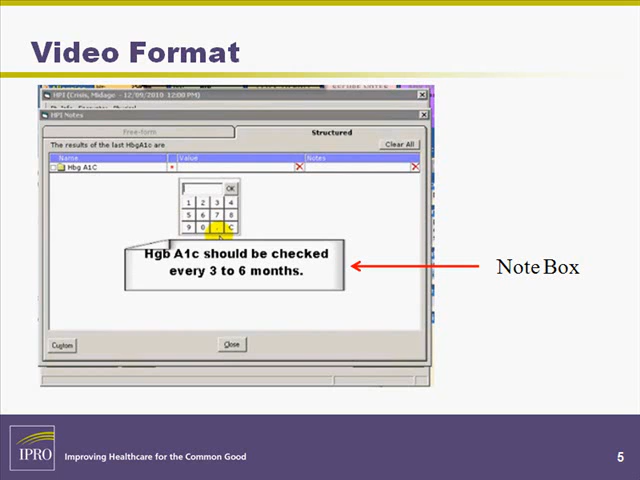 Video Format
HPI (Crisis, Midage - 12/09/2010 12:00 PM)
HPI Notes
Free-form
Structured
The results of the last HbgA1c are
Clear All
Name Value Notes
Hbg A1C *
OK
1 2 3 4
5 6 7 8
9 0 . C
Hgb A1c should be checked
every 3 to 6 months.
Note Box
Custom
Close
IPRO
Improving Healthcare for the Common Good
5